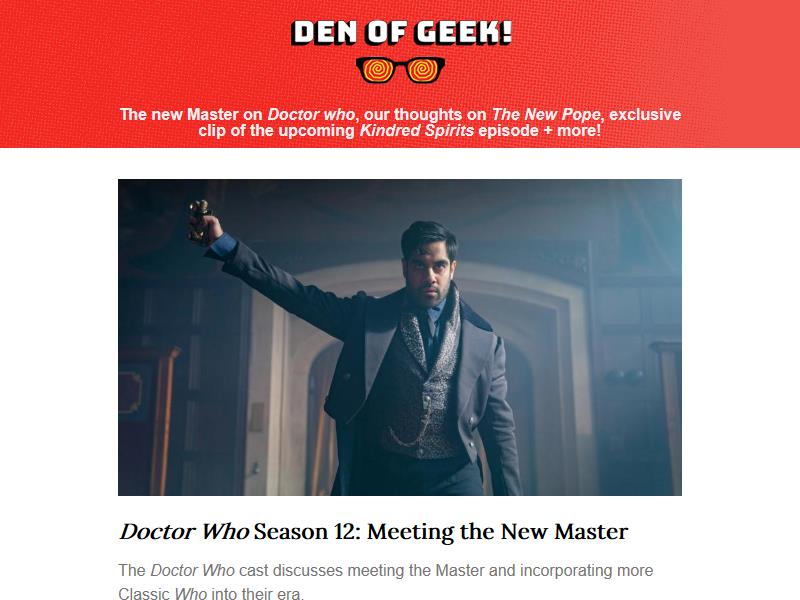 DEN OF GEEK!
The new Master on Doctor who, our thoughts on The New Pope, exclusive
clip of the upcoming Kindred Spirits episode + more!
Doctor Who Season 12: Meeting the New Master
The Doctor Who cast discusses meeting the Master and incorporating more
Classic Who into their era.